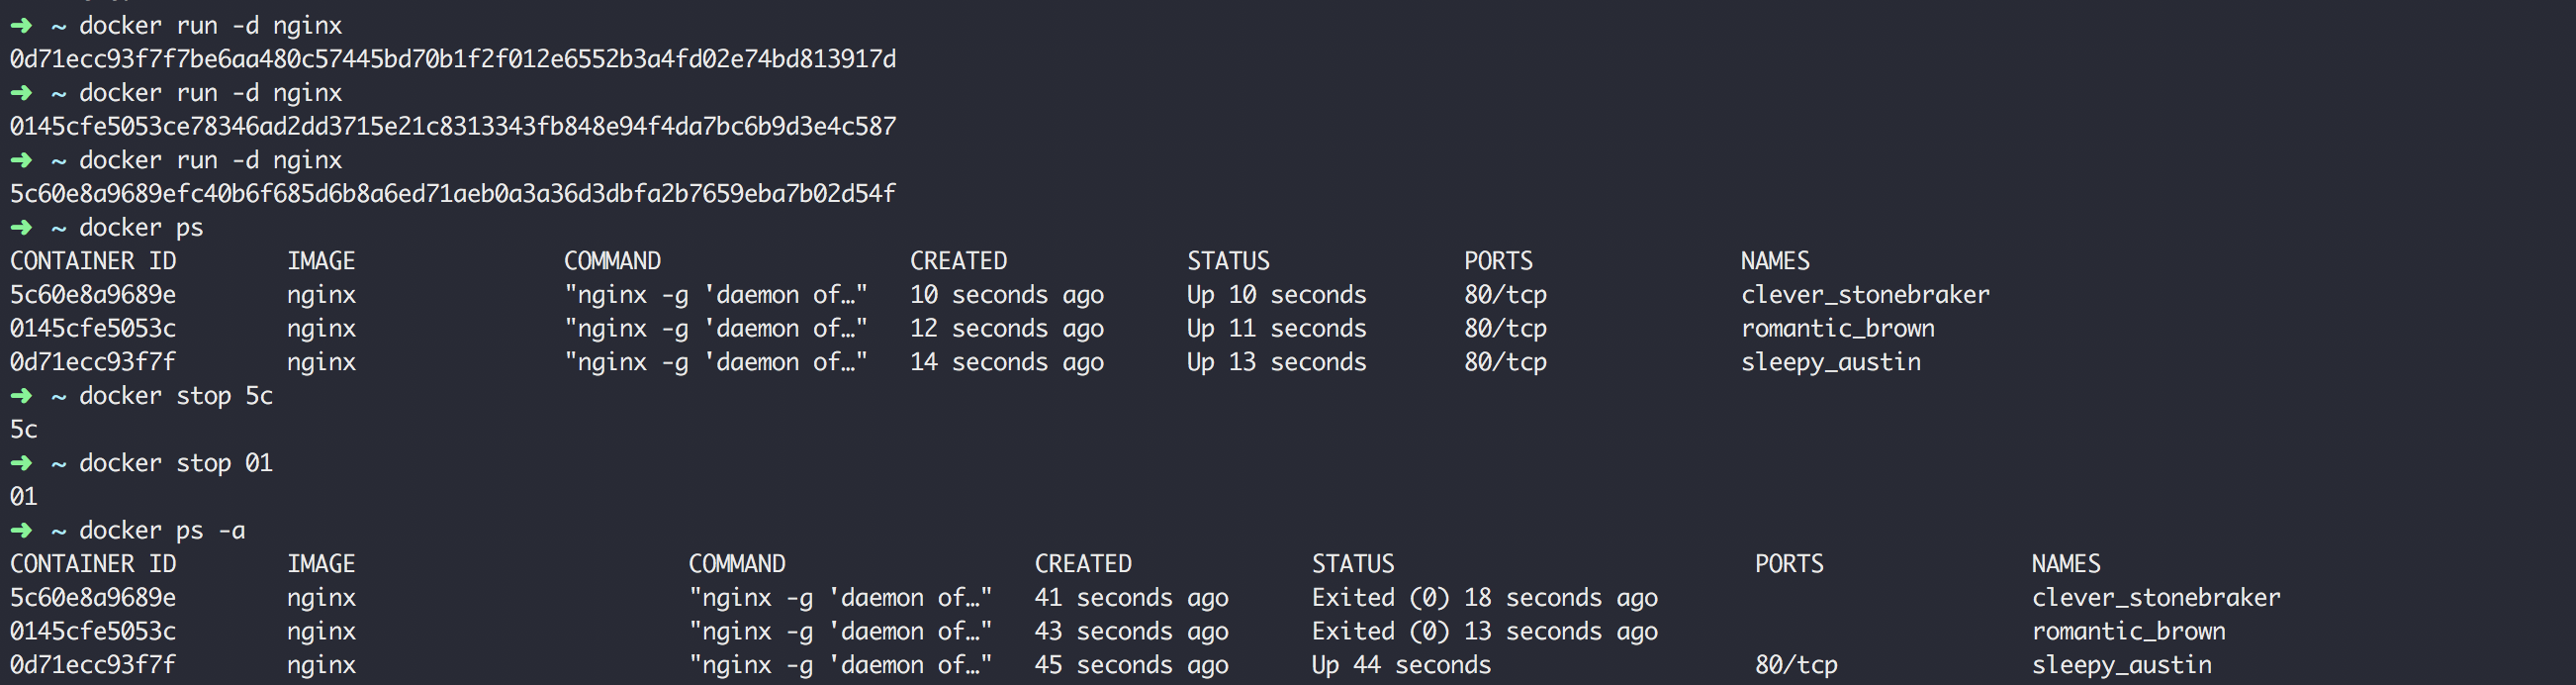 ➜ ~ docker run -d nginx
0d71ecc93f7f7be6aa480c57445bd70b1f2f012e6552b3a4fd02e74bd813917d
➜ ~ docker run -d nginx
0145cfe5053ce78346ad2dd3715e21c8313343fb848e94f4da7bc6b9d3e4c587
➜ ~ docker run -d nginx
5c60e8a9689efc40b6f685d6b8a6ed71aeb0a3a36d3dbfa2b7659eba7b02d54f
➜ ~ docker ps
CONTAINER ID IMAGE COMMAND CREATED STATUS PORTS NAMES
5c60e8a9689e nginx "nginx -g 'daemon of…" 10 seconds ago Up 10 seconds 80/tcp clever_stonebraker
0145cfe5053c nginx "nginx -g 'daemon of…" 12 seconds ago Up 11 seconds 80/tcp romantic_brown
0d71ecc93f7f nginx "nginx -g 'daemon of…" 14 seconds ago Up 13 seconds 80/tcp sleepy_austin
➜ ~ docker stop 5c
5c
➜ ~ docker stop 01
01
➜ ~ docker ps -a
CONTAINER ID IMAGE COMMAND CREATED STATUS PORTS NAMES
5c60e8a9689e nginx "nginx -g 'daemon of…" 41 seconds ago Exited (0) 18 seconds ago clever_stonebraker
0145cfe5053c nginx "nginx -g 'daemon of…" 43 seconds ago Exited (0) 13 seconds ago romantic_brown
0d71ecc93f7f nginx "nginx -g 'daemon of…" 45 seconds ago Up 44 seconds 80/tcp sleepy_austin